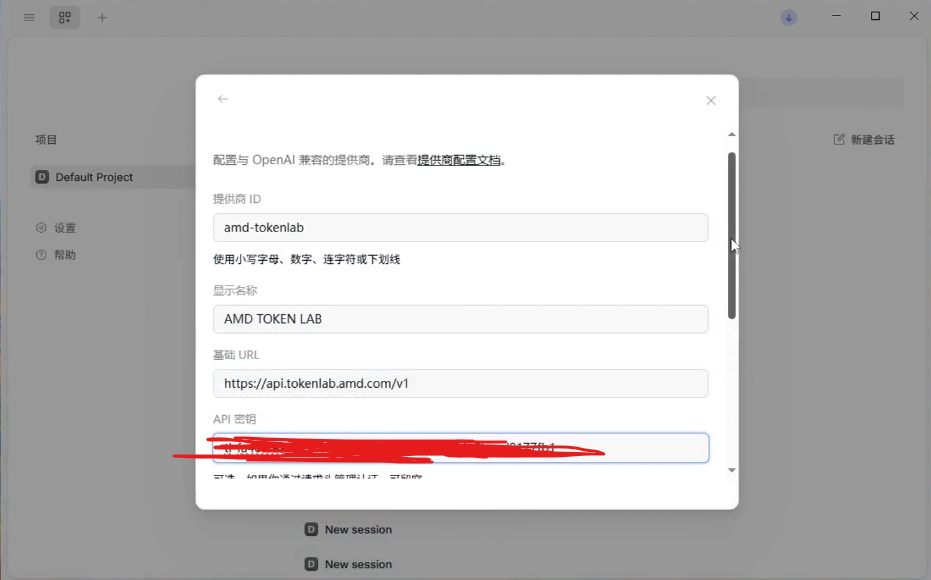 项目
新建会话
Default Project
设置
帮助
配置与 OpenAI 兼容的提供商。请查看提供商配置文档。
提供商 ID
amd-tokenlab
使用小写字母、数字、连字符或下划线
显示名称
AMD TOKEN LAB
基础 URL
https://api.tokenlab.amd.com/v1
API 密钥
D New session
D New session